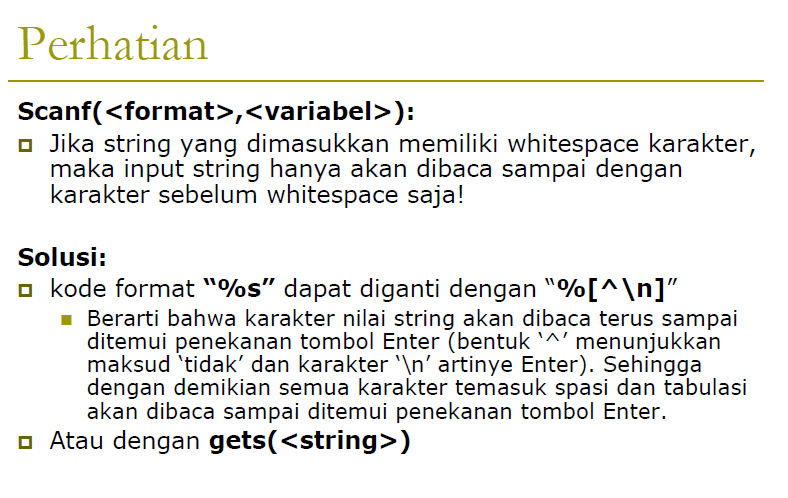 Perhatian
Scanf(<format>,<variabel>):
Jika string yang dimasukkan memiliki whitespace karakter,
maka input string hanya akan dibaca sampai dengan
karakter sebelum whitespace saja!
Solusi:
kode format “%s” dapat diganti dengan “%[^\n]”
Berarti bahwa karakter nilai string akan dibaca terus sampai
ditemui penekanan tombol Enter (bentuk ‘^’ menunjukkan
maksud ‘tidak’ dan karakter ‘\n’ artinye Enter). Sehingga
dengan demikian semua karakter temasuk spasi dan tabulasi
akan dibaca sampai ditemui penekanan tombol Enter.
Atau dengan gets(<string>)